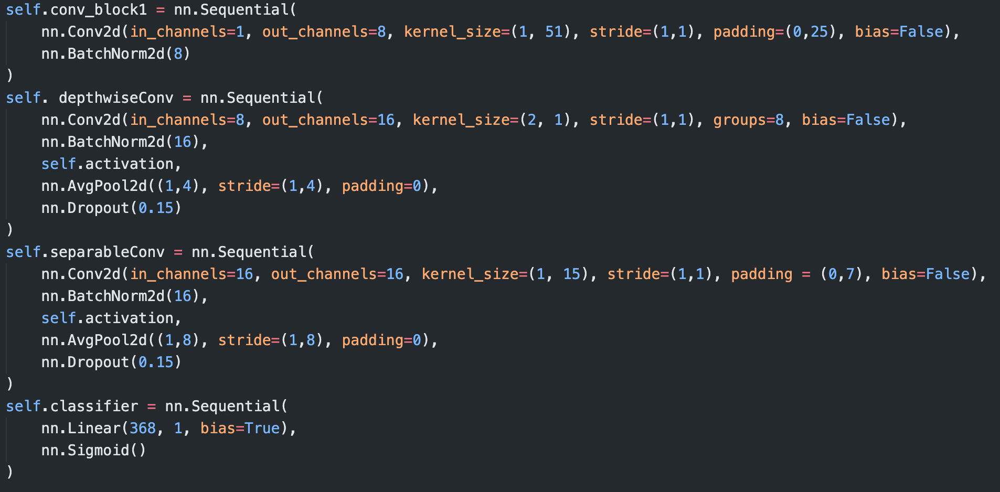 self.conv_block1 = nn.Sequential(
    nn.Conv2d(in_channels=1, out_channels=8, kernel_size=(1, 51), stride=(1,1), padding=(0,25), bias=False),
    nn.BatchNorm2d(8)
)
self. depthwiseConv = nn.Sequential(
    nn.Conv2d(in_channels=8, out_channels=16, kernel_size=(2, 1), stride=(1,1), groups=8, bias=False),
    nn.BatchNorm2d(16),
    self.activation,
    nn.AvgPool2d((1,4), stride=(1,4), padding=0),
    nn.Dropout(0.15)
)
self.separableConv = nn.Sequential(
    nn.Conv2d(in_channels=16, out_channels=16, kernel_size=(1, 15), stride=(1,1), padding = (0,7), bias=False),
    nn.BatchNorm2d(16),
    self.activation,
    nn.AvgPool2d((1,8), stride=(1,8), padding=0),
    nn.Dropout(0.15)
)
self.classifier = nn.Sequential(
    nn.Linear(368, 1, bias=True),
    nn.Sigmoid()
)